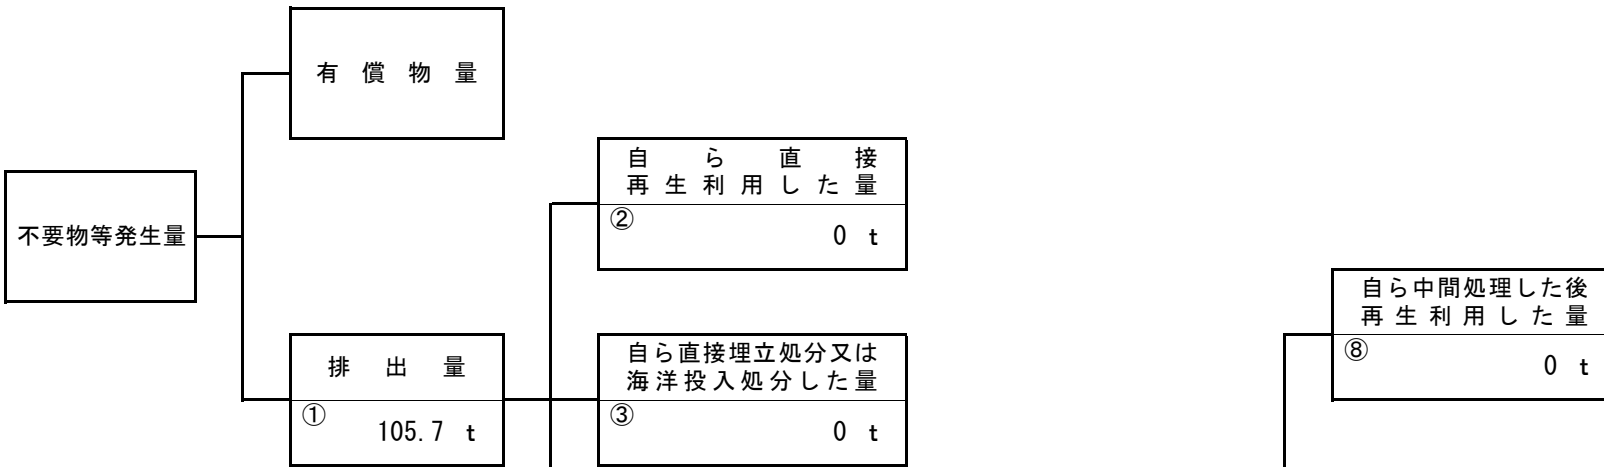 有償物量
自ら直接
再生利用した量
②
0 t
不要物等発生量
自ら中間処理した後
再生利用した量
⑧
0 t
排出量
①
105.7 t
自ら直接埋立処分又は
海洋投入処分した量
③
0 t